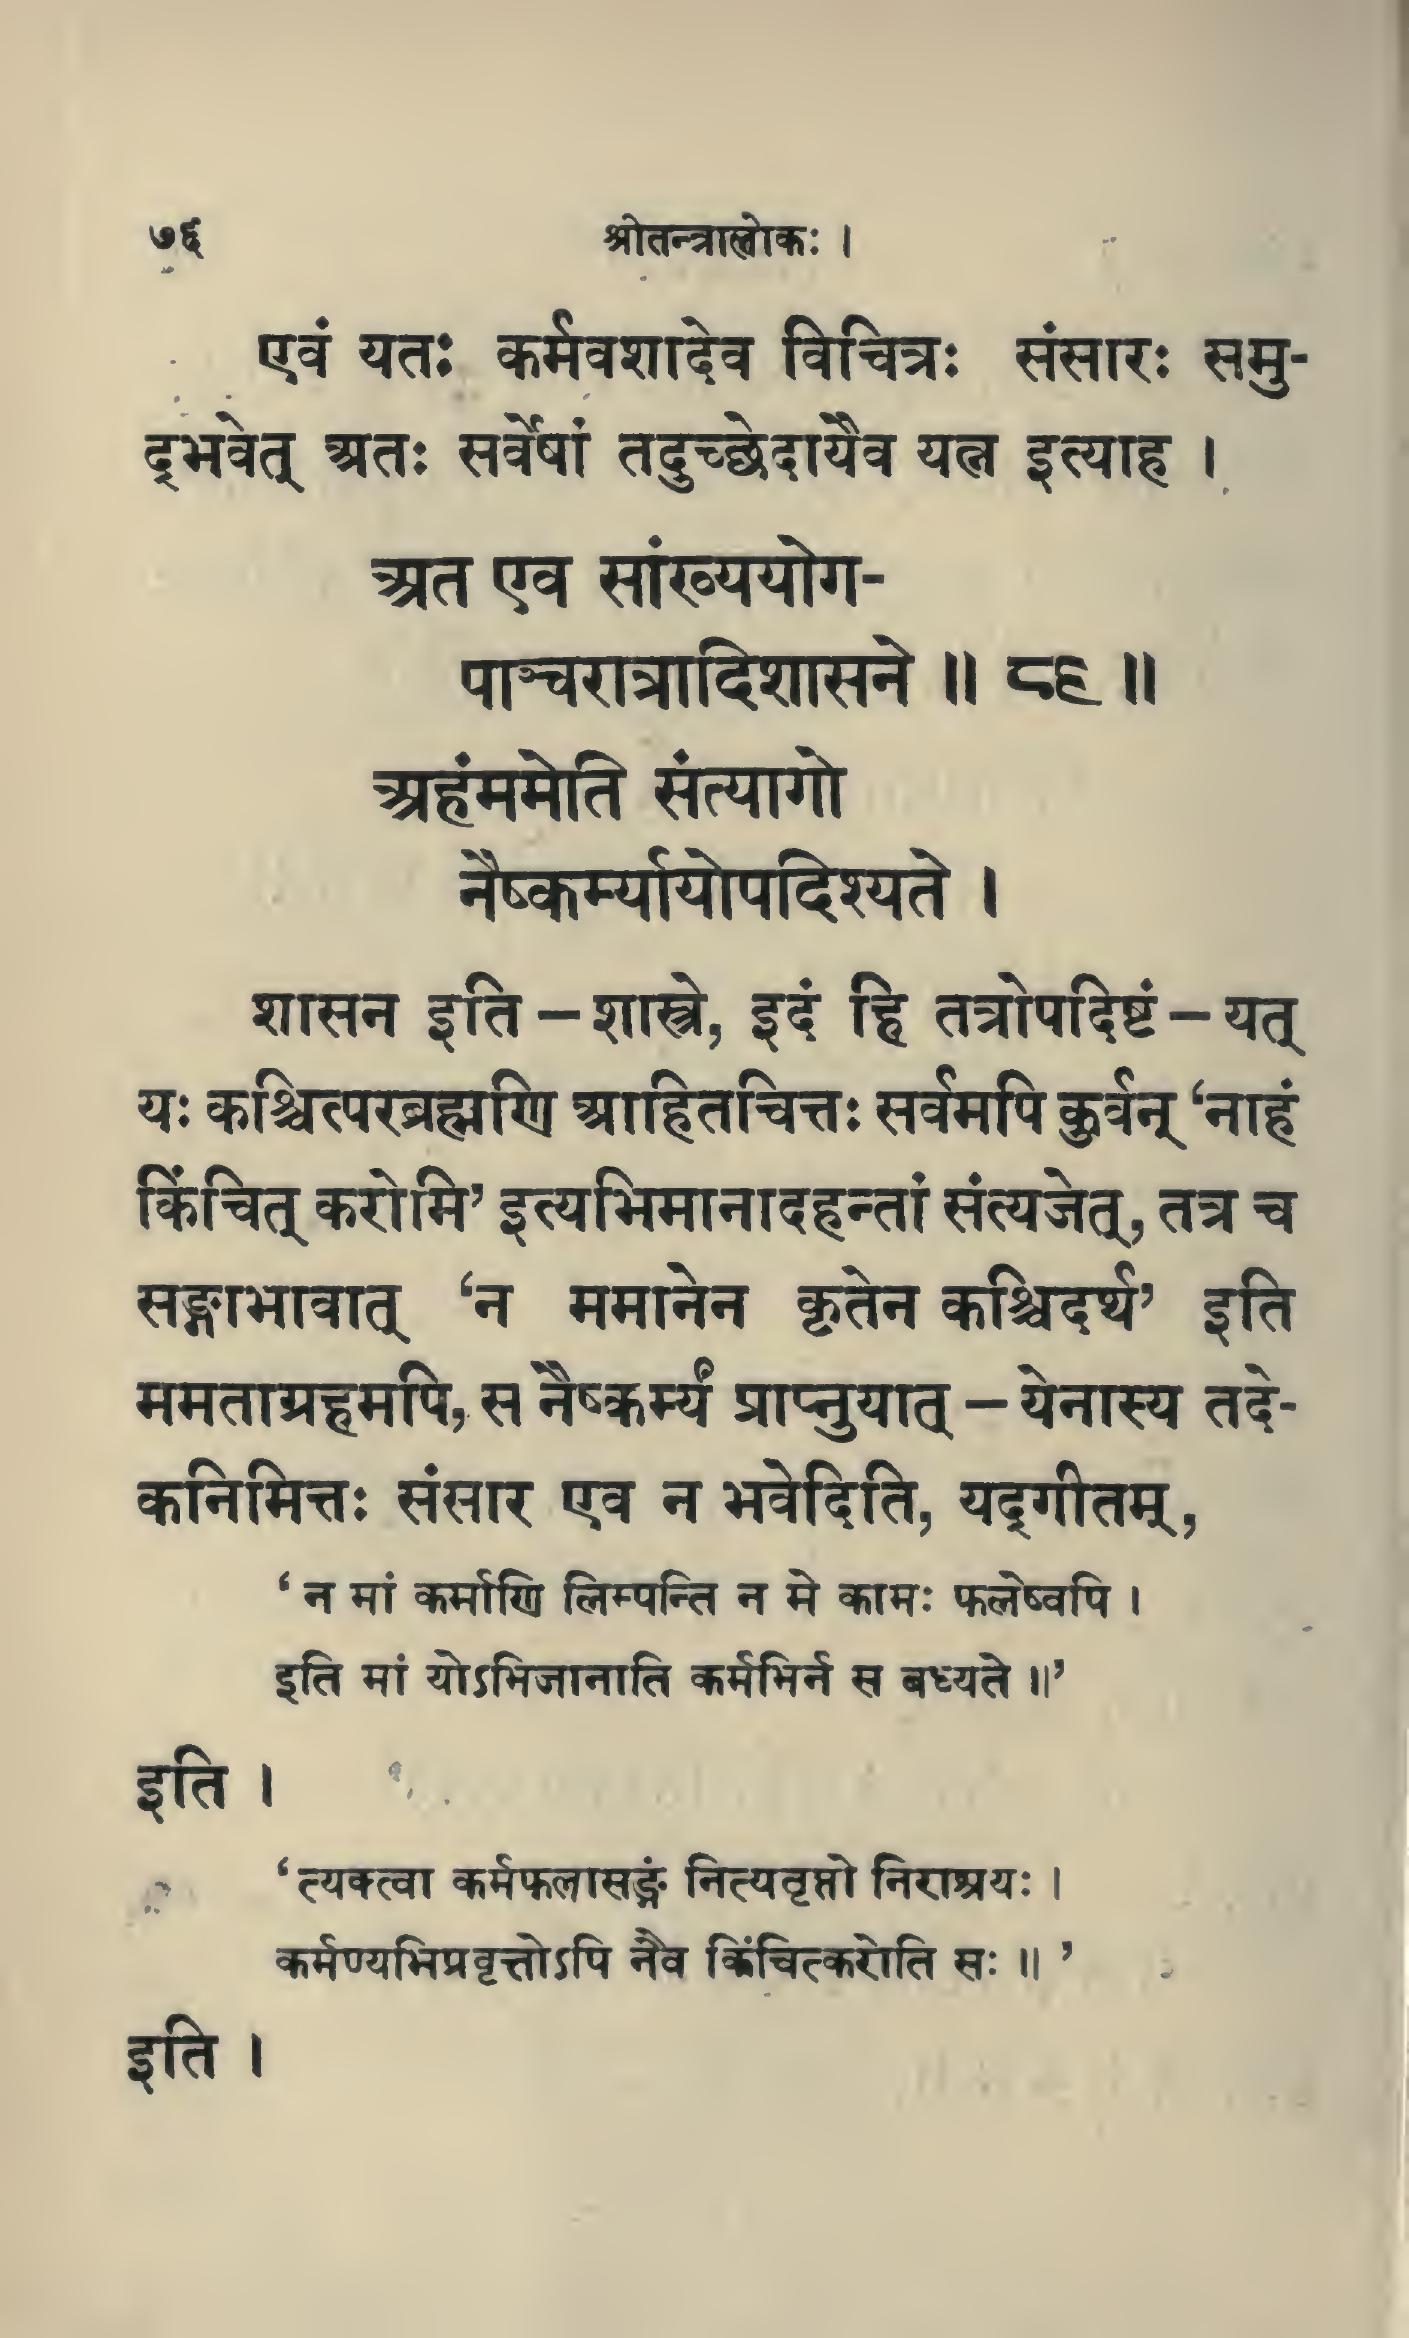 ७६ श्रीतन्त्रालोकः ।
एवं यतः कर्मवशादेव विचित्रः संसारः समु-
द्भवेत् अतः सर्वेषां तदुच्छेदायैव यत्न इत्याह ।
अत एव सांख्ययोग-
पाञ्चरात्रादिशासने ॥ ८९ ॥
अहंममेति संत्यागो
नैष्कर्म्यायोपदिश्यते ।
शासन इति – शास्त्रे, इदं हि तत्रोपदिष्टं – यत्
यः कश्चित्परब्रह्मणि आहितचित्तः सर्वमपि कुर्वन् ‘नाहं
किंचित् करोमि’ इत्यभिमानादहन्तां संत्यजेत्, तत्र च
सङ्गाभावात् ‘न ममानेन कृतेन कश्चिदर्थ’ इति
ममताग्रहमपि, स नैष्कर्म्यं प्राप्नुयात् – येनास्य तदे-
कनिमित्तः संसार एव न भवेदिति, यद्गीतम्,
‘ न मां कर्माणि लिम्पन्ति न मे कामः फलेष्वपि ।
इति मां योऽभिजानाति कर्मभिर्न स बध्यते ॥’
इति ।
‘ त्यक्त्वा कर्मफलासङ्गं नित्यतृप्तो निराश्रयः ।
कर्मण्यभिप्रवृत्तोऽपि नैव किंचित्करोति सः ॥ ’
इति ।